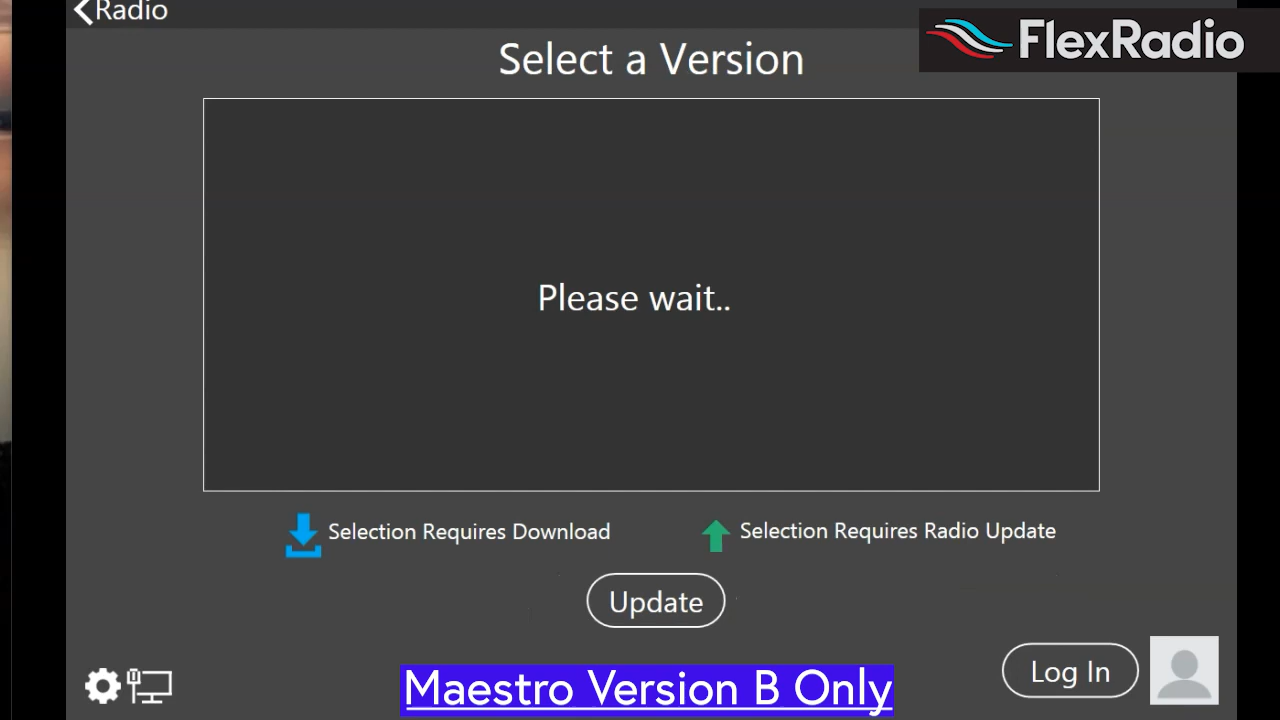 Radio
FlexRadio
Select a Version
Please wait..
Selection Requires Download
Selection Requires Radio Update
Update
Log In
Maestro Version B Only